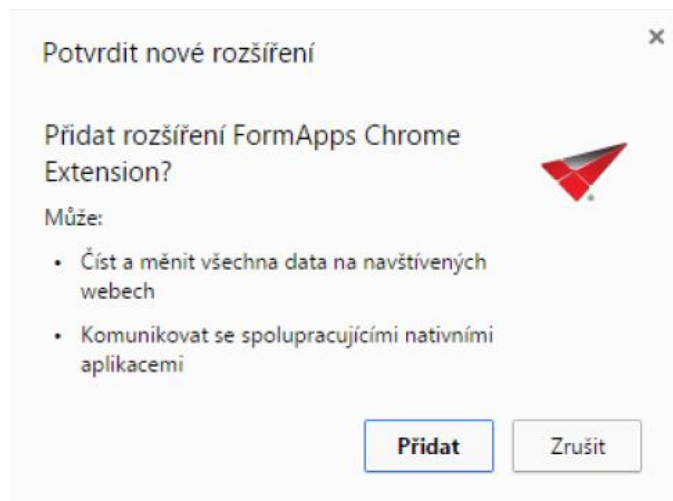 Potvrdit nové rozšíření
Přidat rozšíření FormApps Chrome
Extension?
Může:
• Číst a měnit všechna data na navštívených
webech
• Komunikovat se spolupracujícími nativními
aplikacemi
Přidat
Zrušit